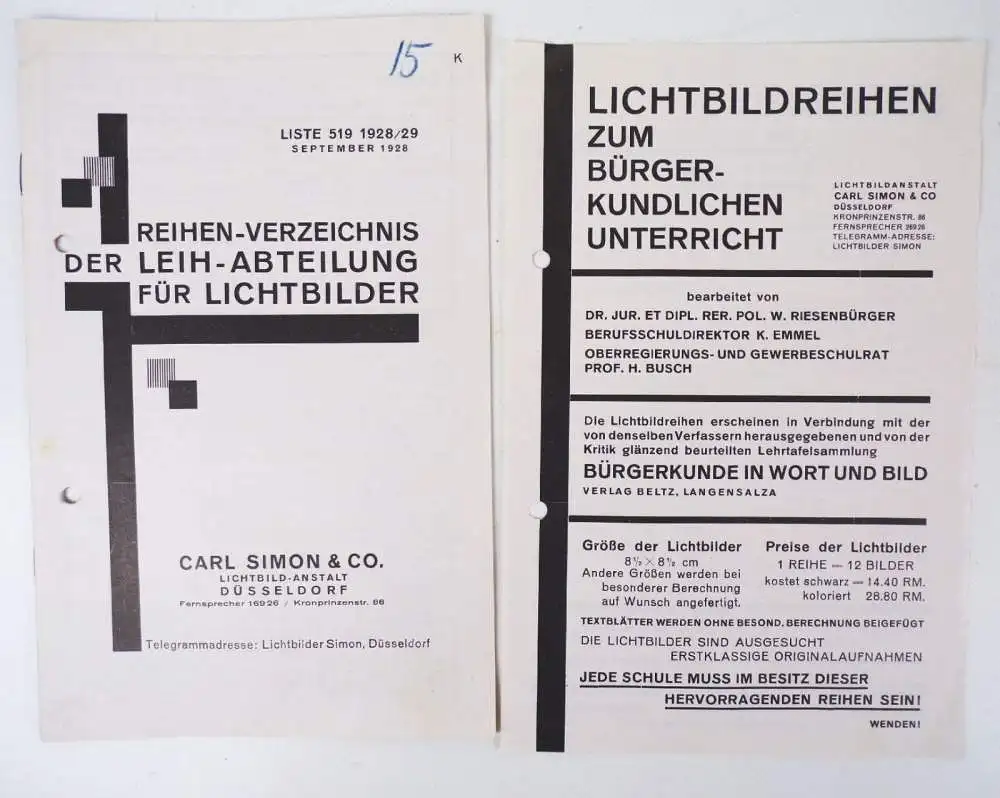 15
K
LISTE 519 1928/29
SEPTEMBER 1928
REIHEN-VERZEICHNIS
DER LEIH-ABTEILUNG
FÜR LICHTBILDER
CARL SIMON & CO.
LICHTBILD-ANSTALT
DÜSSELDORF
Fernsprecher 16926 / Kronprinzenstr. 86
Telegrammadresse: Lichtbilder Simon, Düsseldorf
LICHTBILDREIHEN
ZUM
BÜRGER-
KUNDLICHEN
UNTERRICHT
LICHTBILDANSTALT
CARL SIMON & CO
DÜSSELDORF
KRONPRINZENSTR. 86
FERNSPRECHER 26926
TELEGRAMM-ADRESSE:
LICHTBILDER SIMON
bearbeitet von
DR. JUR. ET DIPL. RER. POL. W. RIESENBÜRGER
BERUFSSCHULDIREKTOR K. EMMEL
OBERREGIERUNGS- UND GEWERBESCHULRAT
PROF. H. BUSCH
Die Lichtbildreihen erscheinen in Verbindung mit der
von denselben Verfassern herausgegebenen und von der
Kritik glänzend beurteilten Lehrtafelsammlung
BÜRGERKUNDE IN WORT UND BILD
VERLAG BELTZ, LANGENSALZA
Größe der Lichtbilder
8½ × 8½ cm
Andere Größen werden bei
besonderer Berechnung
auf Wunsch angefertigt.
Preise der Lichtbilder
1 REIHE = 12 BILDER
kostet schwarz = 14.40 RM.
koloriert 28.80 RM.
TEXTBLÄTTER WERDEN OHNE BESOND. BERECHNUNG BEIGEFÜGT
DIE LICHTBILDER SIND AUSGESUCHT
ERSTKLASSIGE ORIGINALAUFNAHMEN
JEDE SCHULE MUSS IM BESITZ DIESER
HERVORRAGENDEN REIHEN SEIN!
WENDEN!